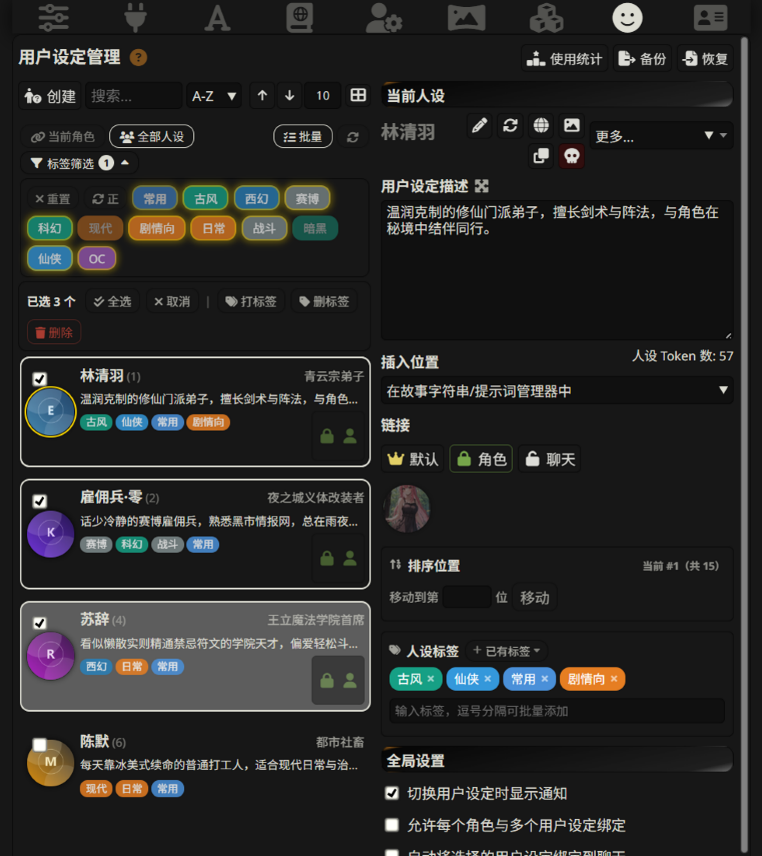 用户设定管理 ?
使用统计 备份 恢复
创建 搜索... A-Z 10
当前角色 全部人设 批量
标签筛选 1
重置 正 常用 古风 西幻 赛博
科幻 现代 剧情向 日常 战斗 暗黑
仙侠 OC
已选 3 个 全选 取消 | 打标签 删标签
删除
林清羽 (1) 青云宗弟子
E
温润克制的修仙门派弟子，擅长剑术与阵法，与角色...
古风 仙侠 常用 剧情向
雇佣兵·零 (2) 夜之城义体改装者
K
话少冷静的赛博雇佣兵，熟悉黑市情报网，总在雨夜...
赛博 科幻 战斗 常用
苏辞 (4) 王立魔法学院首席
R
看似懒散实则精通禁忌符文的学院天才，偏爱轻松斗...
西幻 日常 常用
陈默 (6) 都市社畜
M
每天靠冰美式续命的普通打工人，适合现代日常与治...
现代 日常 常用
当前人设
林清羽 更多...
用户设定描述
温润克制的修仙门派弟子，擅长剑术与阵法，与角色在
秘境中结伴同行。
插入位置 人设 Token 数: 57
在故事字符串/提示词管理器中
链接
默认 角色 聊天
排序位置 当前 #1（共 15）
移动到第 位 移动
人设标签 + 已有标签
古风 × 仙侠 × 常用 × 剧情向 ×
输入标签，逗号分隔可批量添加
全局设置
切换用户设定时显示通知
允许每个角色与多个用户设定绑定
自动将选择的用户设定绑定到聊天